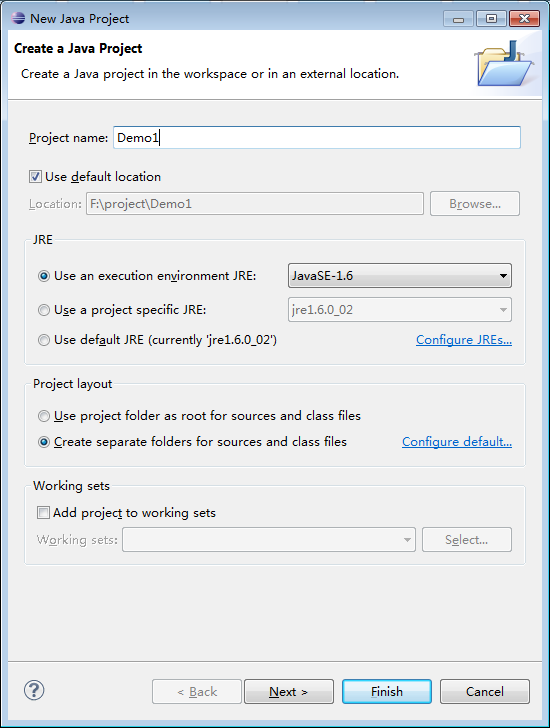 New Java Project
Create a Java Project
Create a Java project in the workspace or in an external location.
Project name: Demo1
Use default location
Location: F:\project\Demo1 Browse...
JRE
Use an execution environment JRE: JavaSE-1.6
Use a project specific JRE: jre1.6.0_02
Use default JRE (currently 'jre1.6.0_02') Configure JREs...
Project layout
Use project folder as root for sources and class files
Create separate folders for sources and class files Configure default...
Working sets
Add project to working sets
Working sets: Select...
? < Back Next > Finish Cancel